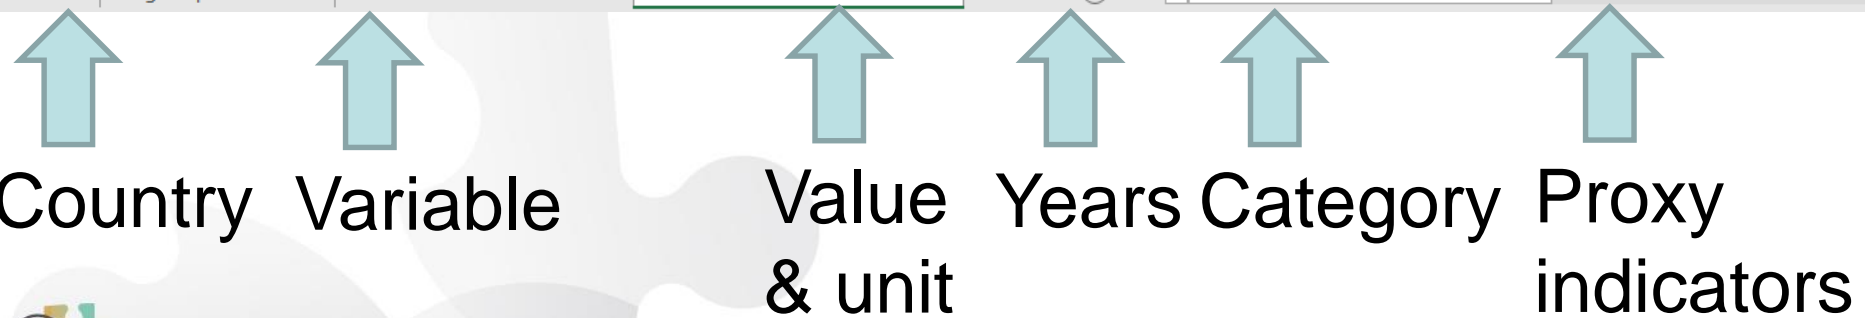 Country Variable Value Years Category Proxy
& unit indicators